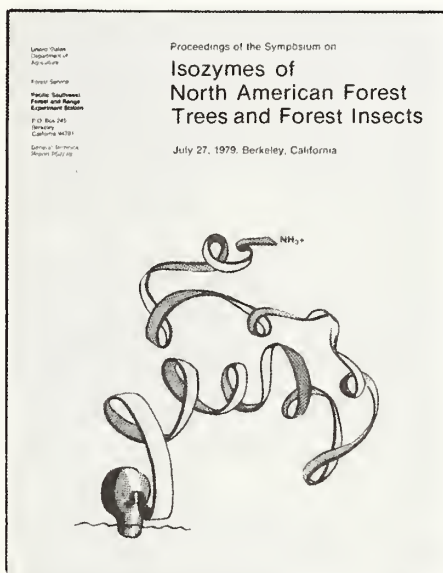 United States
Department of
Agriculture
Forest Service
Pacific Southwest
Forest and Range
Experiment Station
P.O. Box 245
Berkeley
California 94701
General Technical
Proceedings of the Symposium on
Isozymes of
North American Forest
Trees and Forest Insects
July 27, 1979, Berkeley, California
NH3+